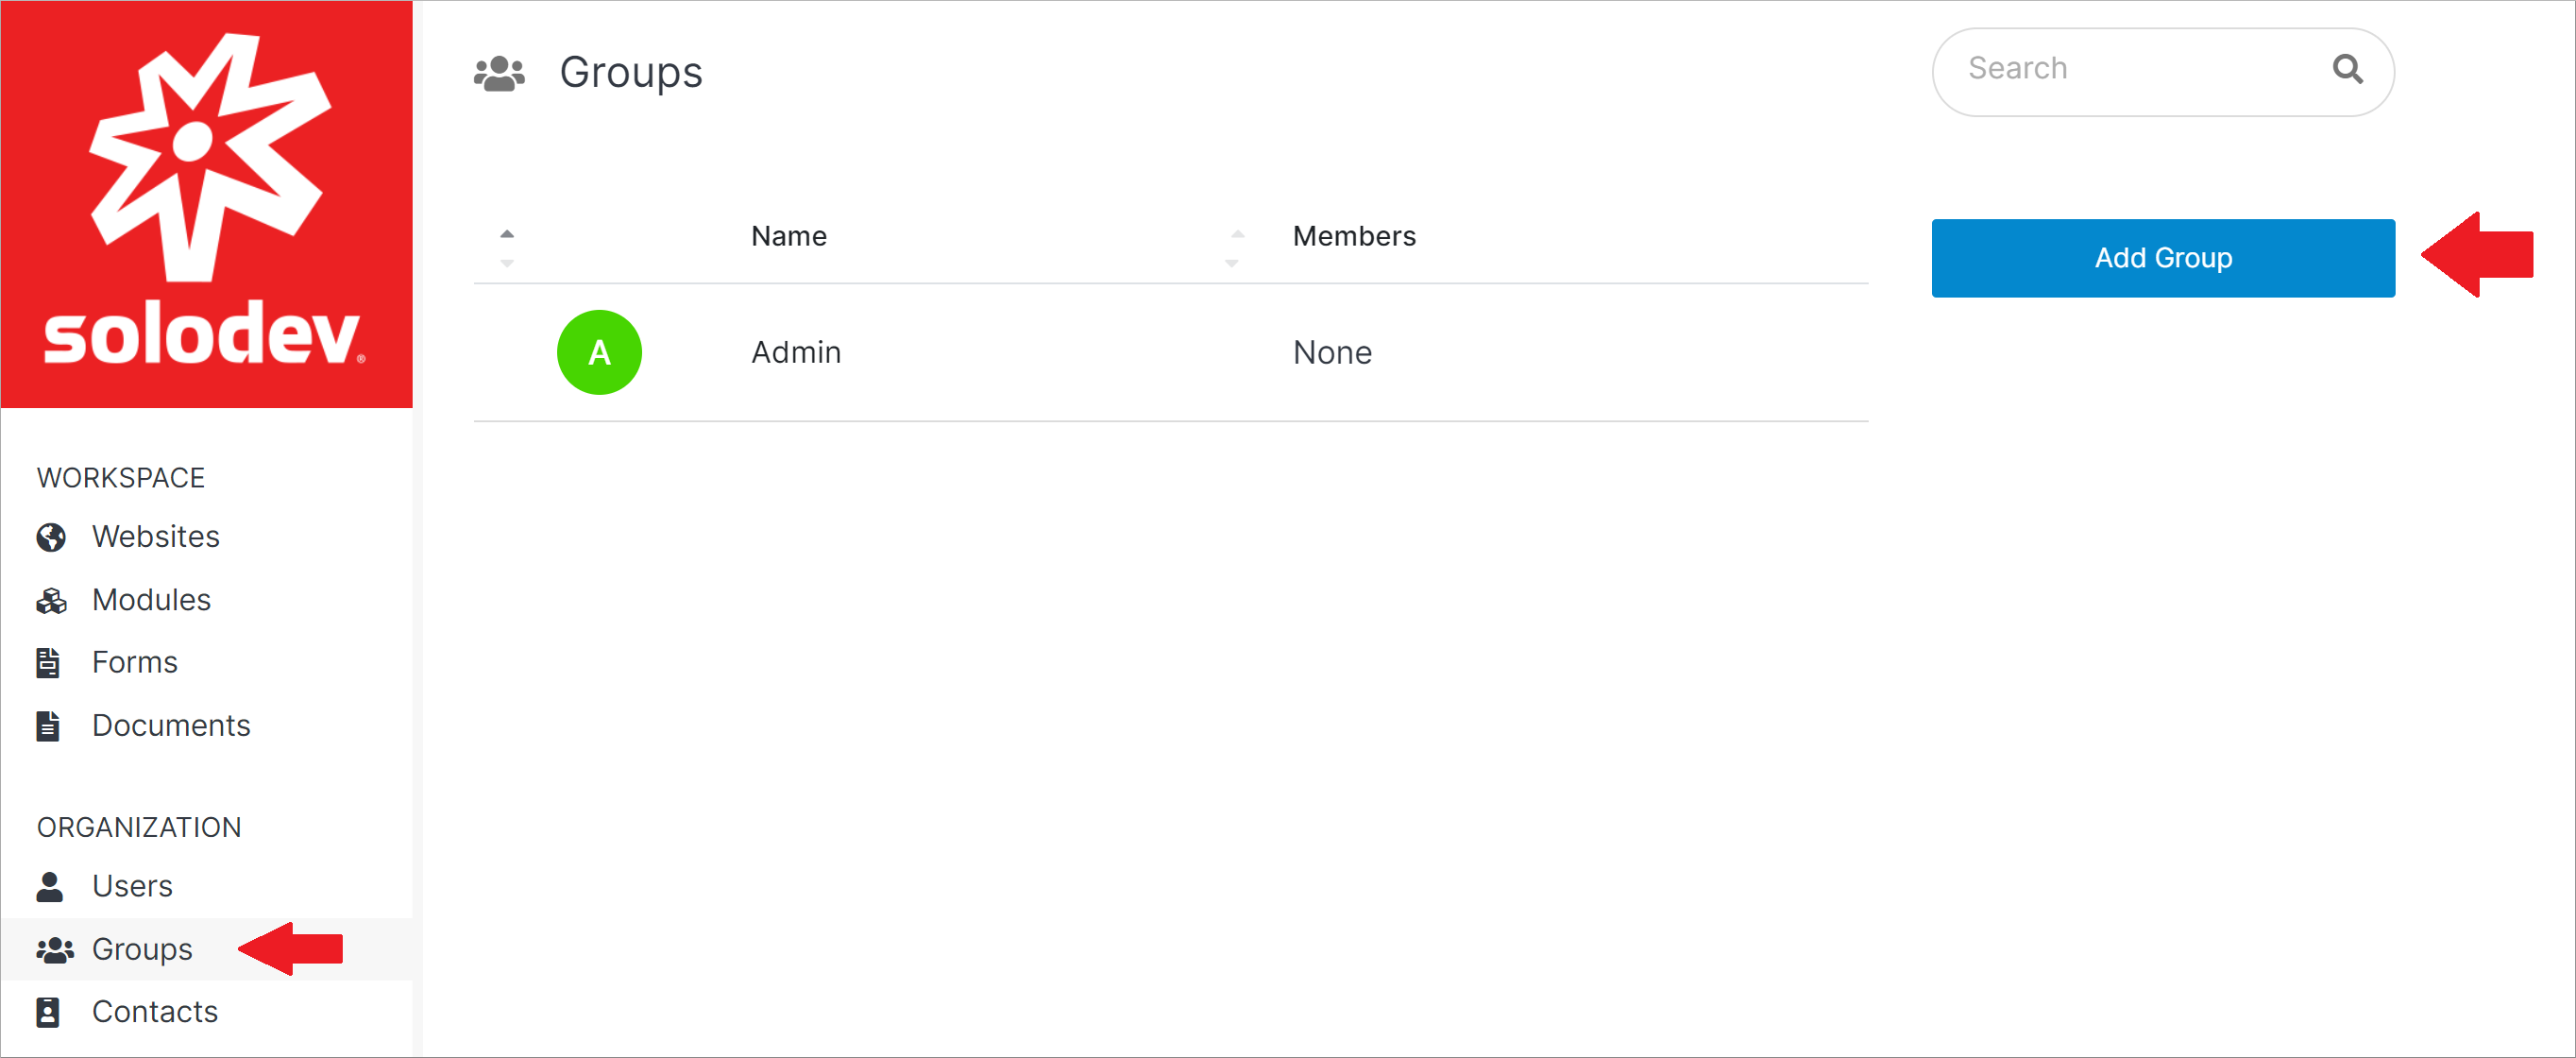 solodev®
WORKSPACE
Websites
Modules
Forms
Documents
ORGANIZATION
Users
Groups
Contacts
Groups
Search
Name Members
A Admin None
Add Group